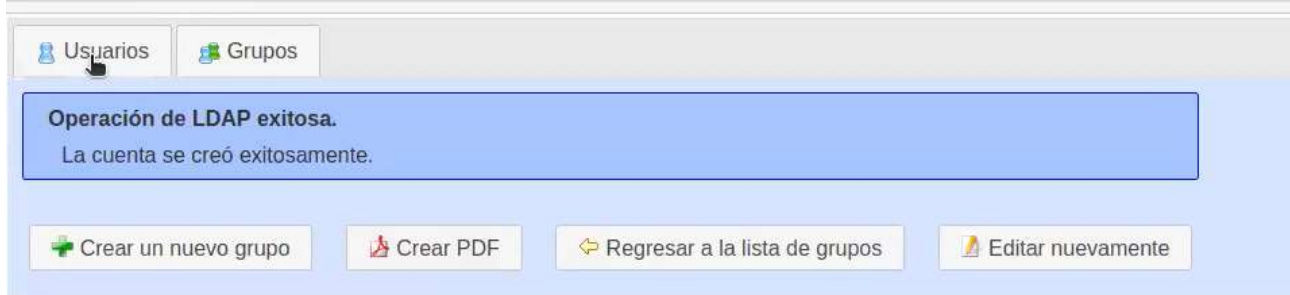 Usuarios
Grupos
Operación de LDAP exitosa.
La cuenta se creó exitosamente.
Crear un nuevo grupo
Crear PDF
Regresar a la lista de grupos
Editar nuevamente